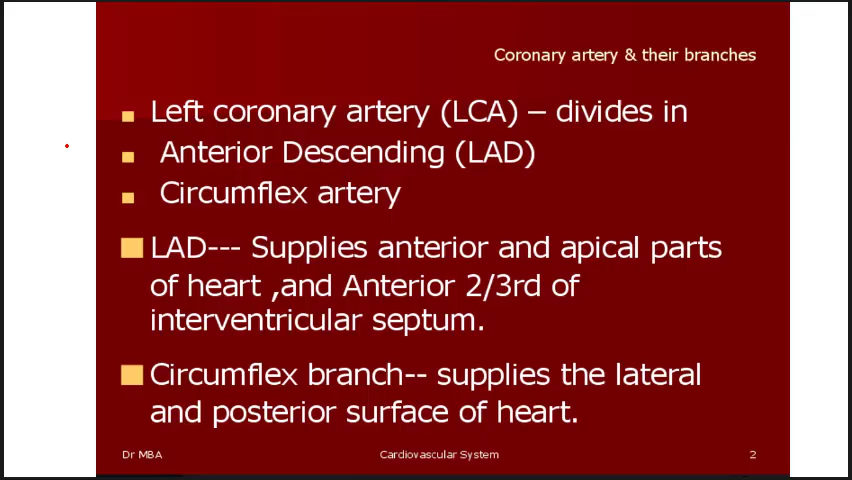 Coronary artery & their branches
Left coronary artery (LCA) – divides in
Anterior Descending (LAD)
Circumflex artery
LAD--- Supplies anterior and apical parts
of heart ,and Anterior 2/3rd of
interventricular septum.
Circumflex branch-- supplies the lateral
and posterior surface of heart.
Dr MBA Cardiovascular System 2